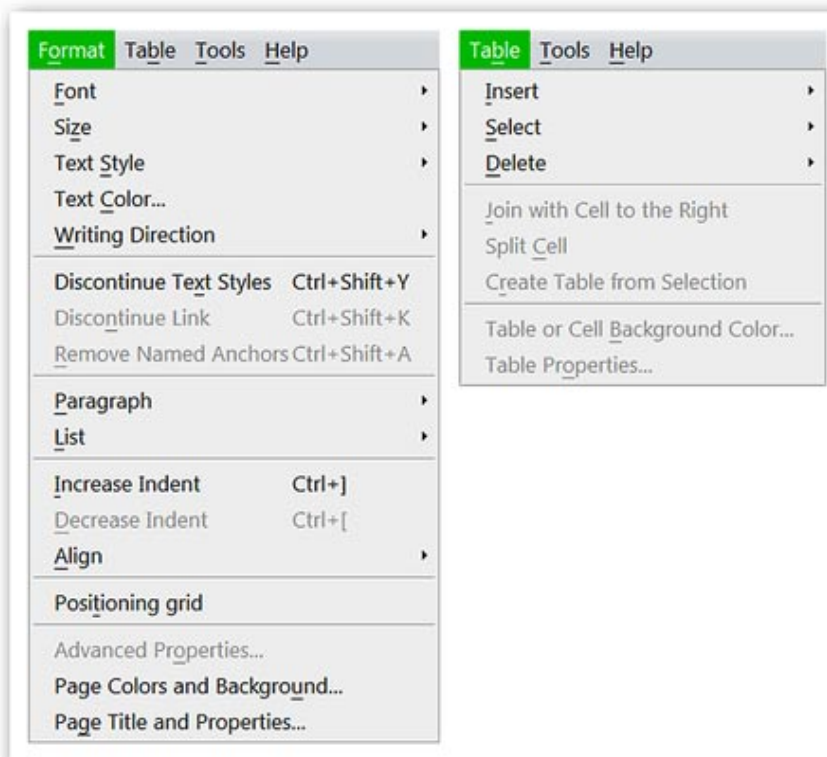 Format Table Tools Help
Font
Size
Text Style
Text Color...
Writing Direction
Discontinue Text Styles Ctrl+Shift+Y
Discontinue Link Ctrl+Shift+K
Remove Named Anchors Ctrl+Shift+A
Paragraph
List
Increase Indent Ctrl+]
Decrease Indent Ctrl+[
Align
Positioning grid
Advanced Properties...
Page Colors and Background...
Page Title and Properties...
Table Tools Help
Insert
Select
Delete
Join with Cell to the Right
Split Cell
Create Table from Selection
Table or Cell Background Color...
Table Properties...